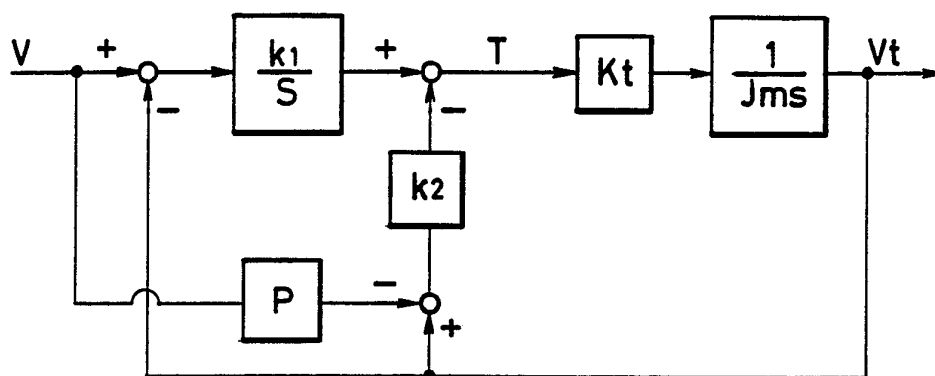 V
+
−
k1
S
+
−
T
Kt
1
Jms
Vt
k2
P
−
+